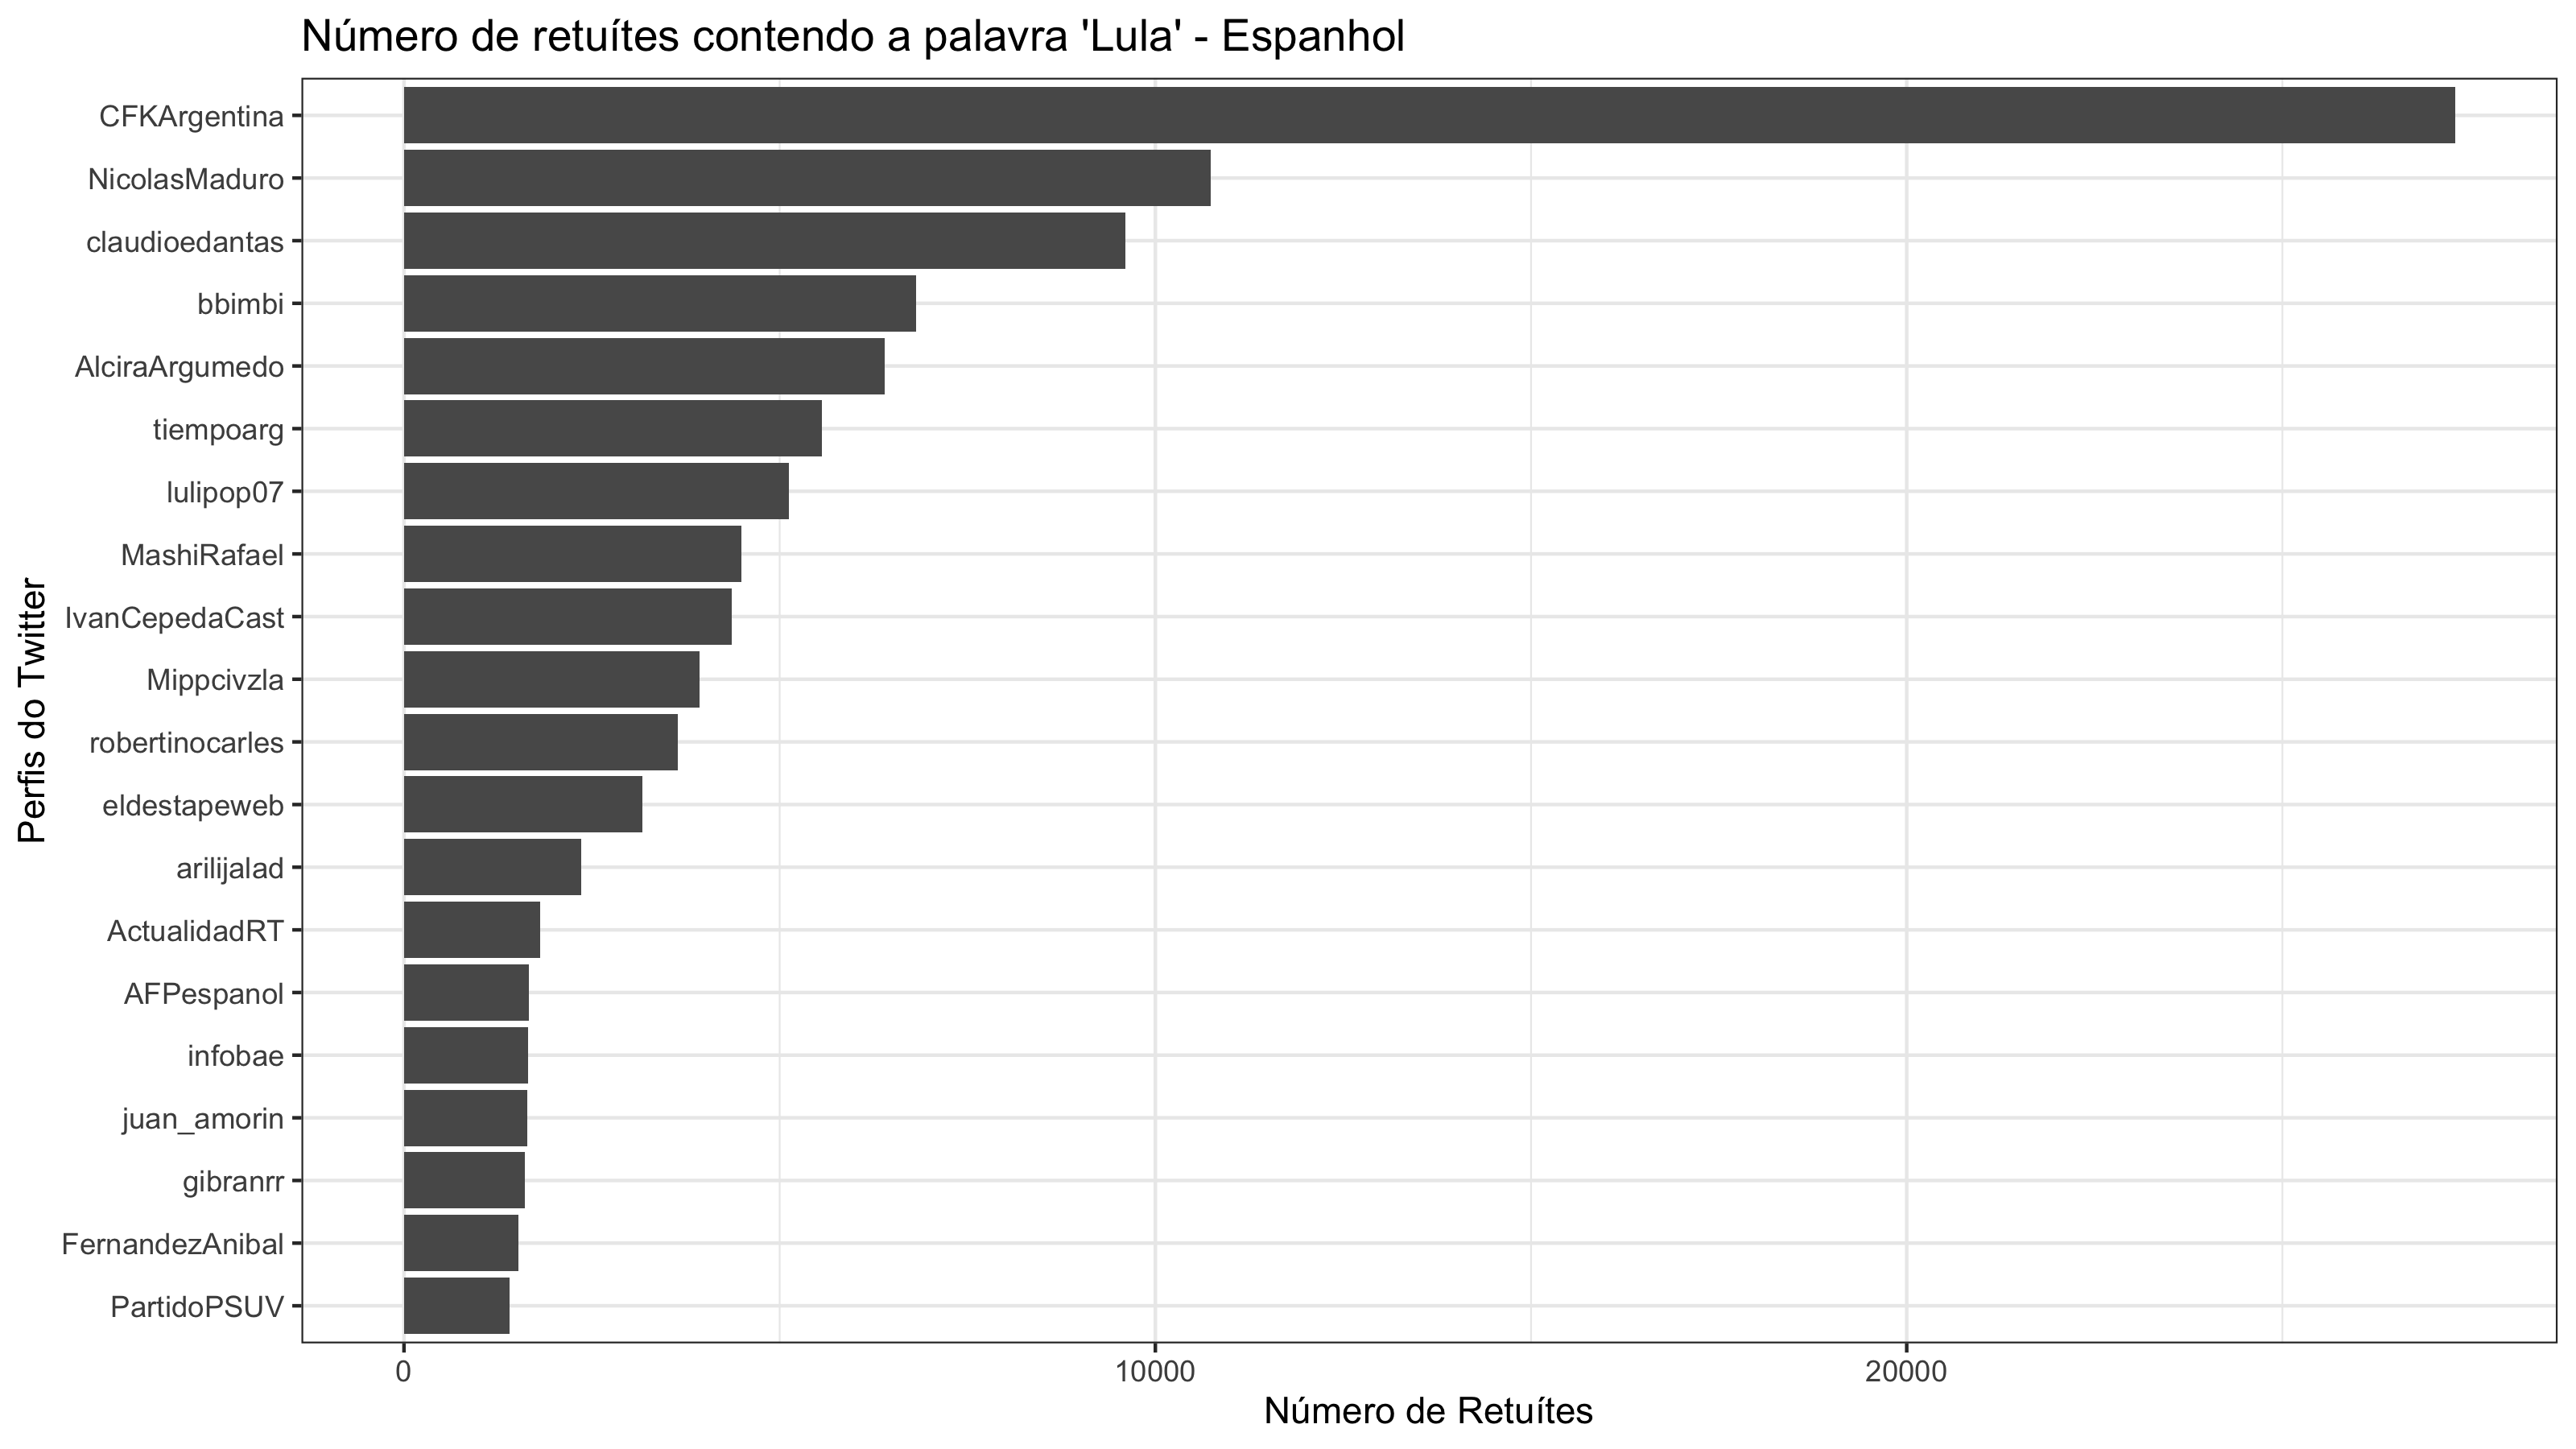 Número de retuítes contendo a palavra 'Lula' - Espanhol
CFKArgentina
NicolasMaduro
claudioedantas
bbimbi
AlciraArgumedo
tiempoarg
lulipop07
MashiRafael
IvanCepedaCast
Mippcivzla
robertinocarles
eldestapeweb
arilijalad
ActualidadRT
AFPespanol
infobae
juan_amorin
gibranrr
FernandezAnibal
PartidoPSUV
Perfis do Twitter
0
10000
20000
Número de Retuítes